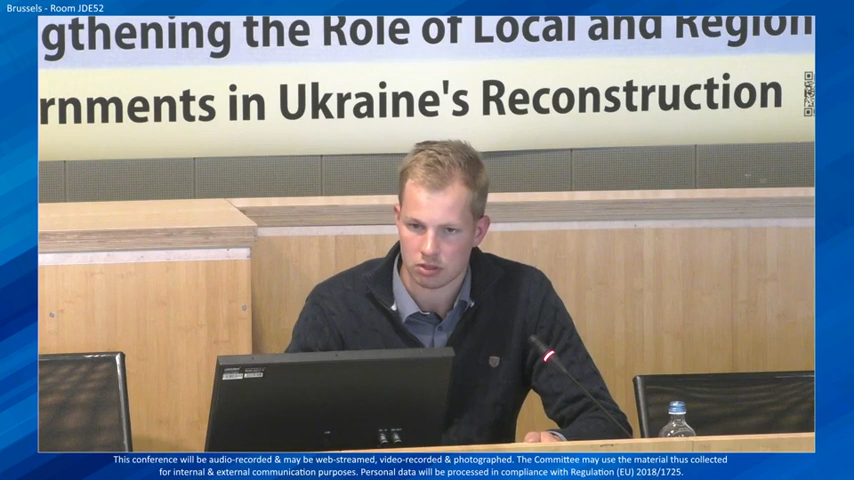 Brussels - Room JDE52
gthening the Role of Local and Region
rnments in Ukraine's Reconstruction
This conference will be audio-recorded & may be web-streamed, video-recorded & photographed. The Committee may use the material thus collected
for internal & external communication purposes. Personal data will be processed in compliance with Regulation (EU) 2018/1725.